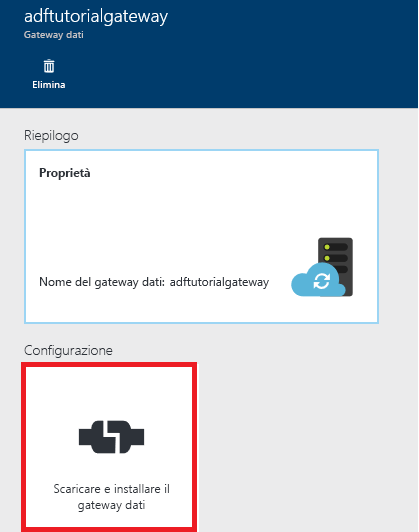 adftutorialgateway
Gateway dati
Elimina
Riepilogo
Proprietà
Nome del gateway dati: adftutorialgateway
Configurazione
Scaricare e installare il
gateway dati